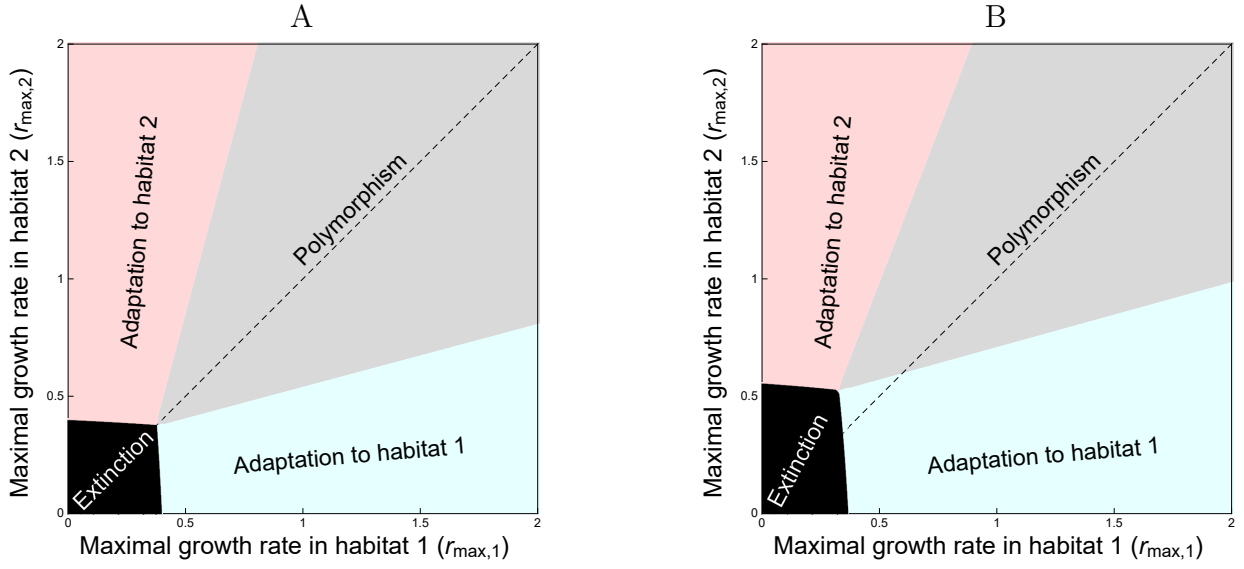 A
Maximal growth rate in habitat 2 (rmax,2)
2
1.5
1
0.5
0
Adaptation to habitat 2
Polymorphism
Extinction
Adaptation to habitat 1
0
0.5
1
1.5
2
Maximal growth rate in habitat 1 (rmax,1)
B
Maximal growth rate in habitat 2 (rmax,2)
2
1.5
1
0.5
0
Adaptation to habitat 2
Polymorphism
Extinction
Adaptation to habitat 1
0
0.5
1
1.5
2
Maximal growth rate in habitat 1 (rmax,1)